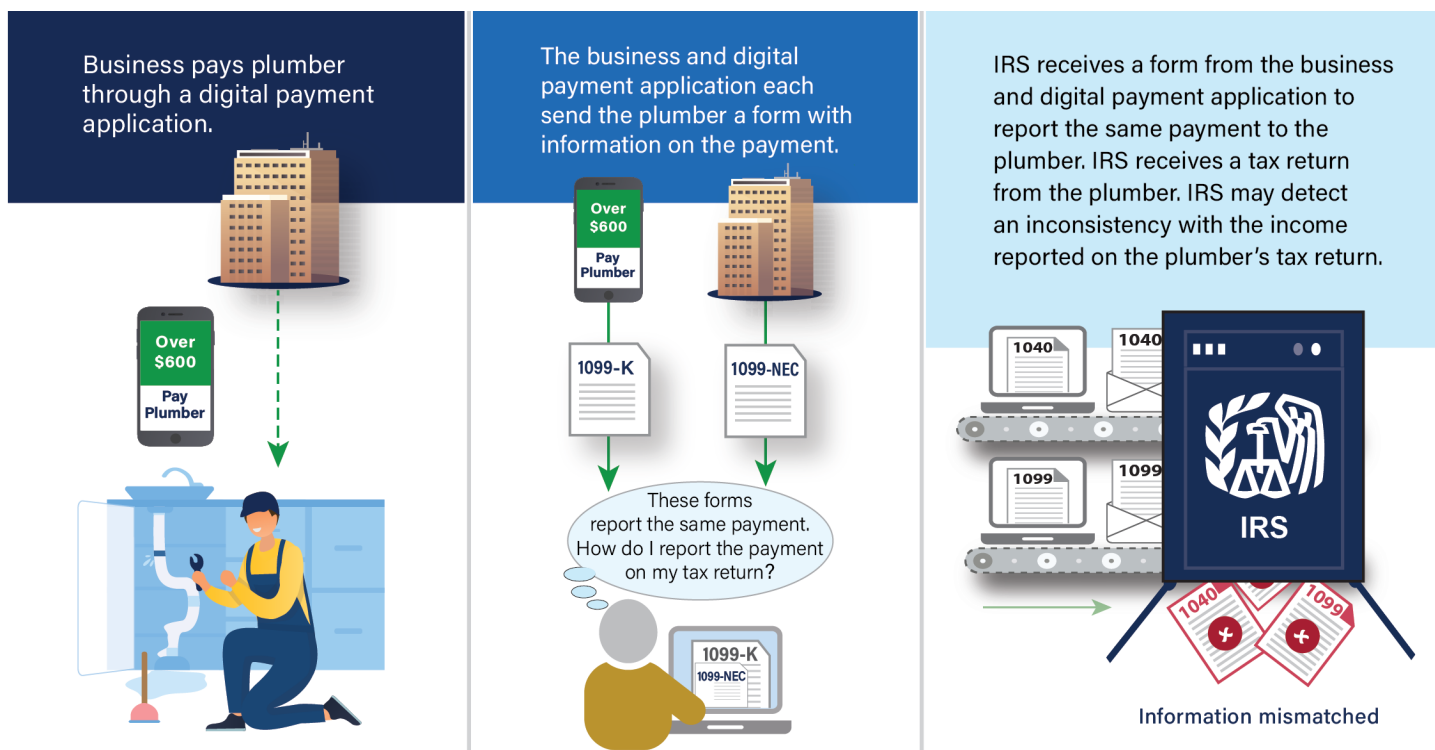 Business pays plumber
through a digital payment
application.
Over
$600
Pay
Plumber
The business and digital
payment application each
send the plumber a form with
information on the payment.
Over
$600
Pay
Plumber
1099-K
1099-NEC
These forms
report the same payment.
How do I report the payment
on my tax return?
1099-K
1099-NEC
IRS receives a form from the business
and digital payment application to
report the same payment to the
plumber. IRS receives a tax return
from the plumber. IRS may detect
an inconsistency with the income
reported on the plumber’s tax return.
1040
1040
1099
1099
IRS
1040
1099
Information mismatched